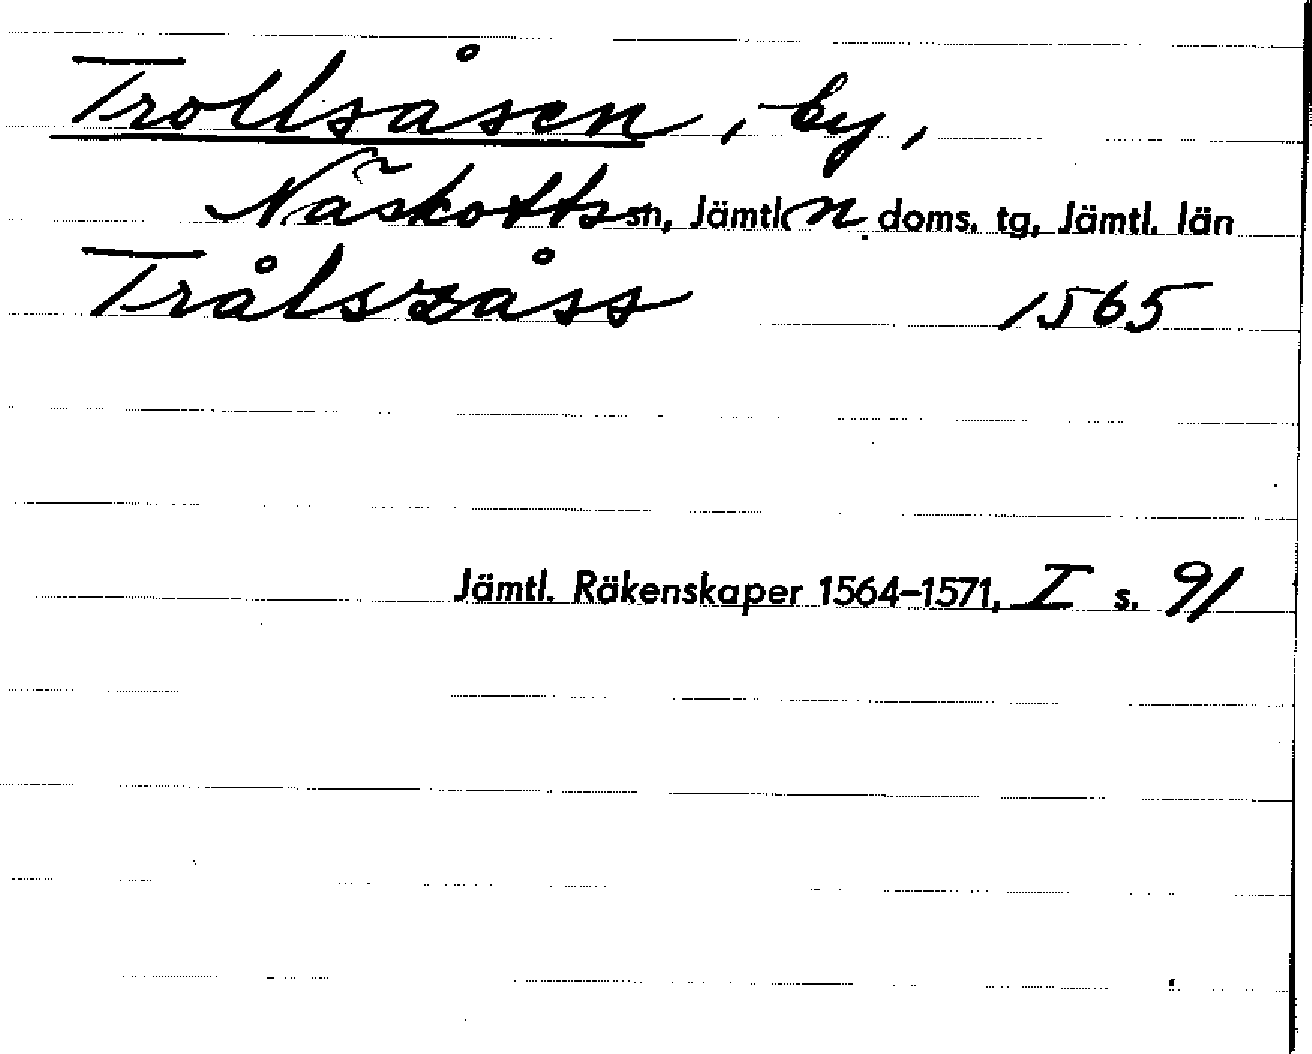 Trollsåsen, by,
Näskotts sn, Jämtl. n. doms. tg, Jämtl. län
Trålszåss 1565
Jämtl. Räkenskaper 1564–1571, I s. 91